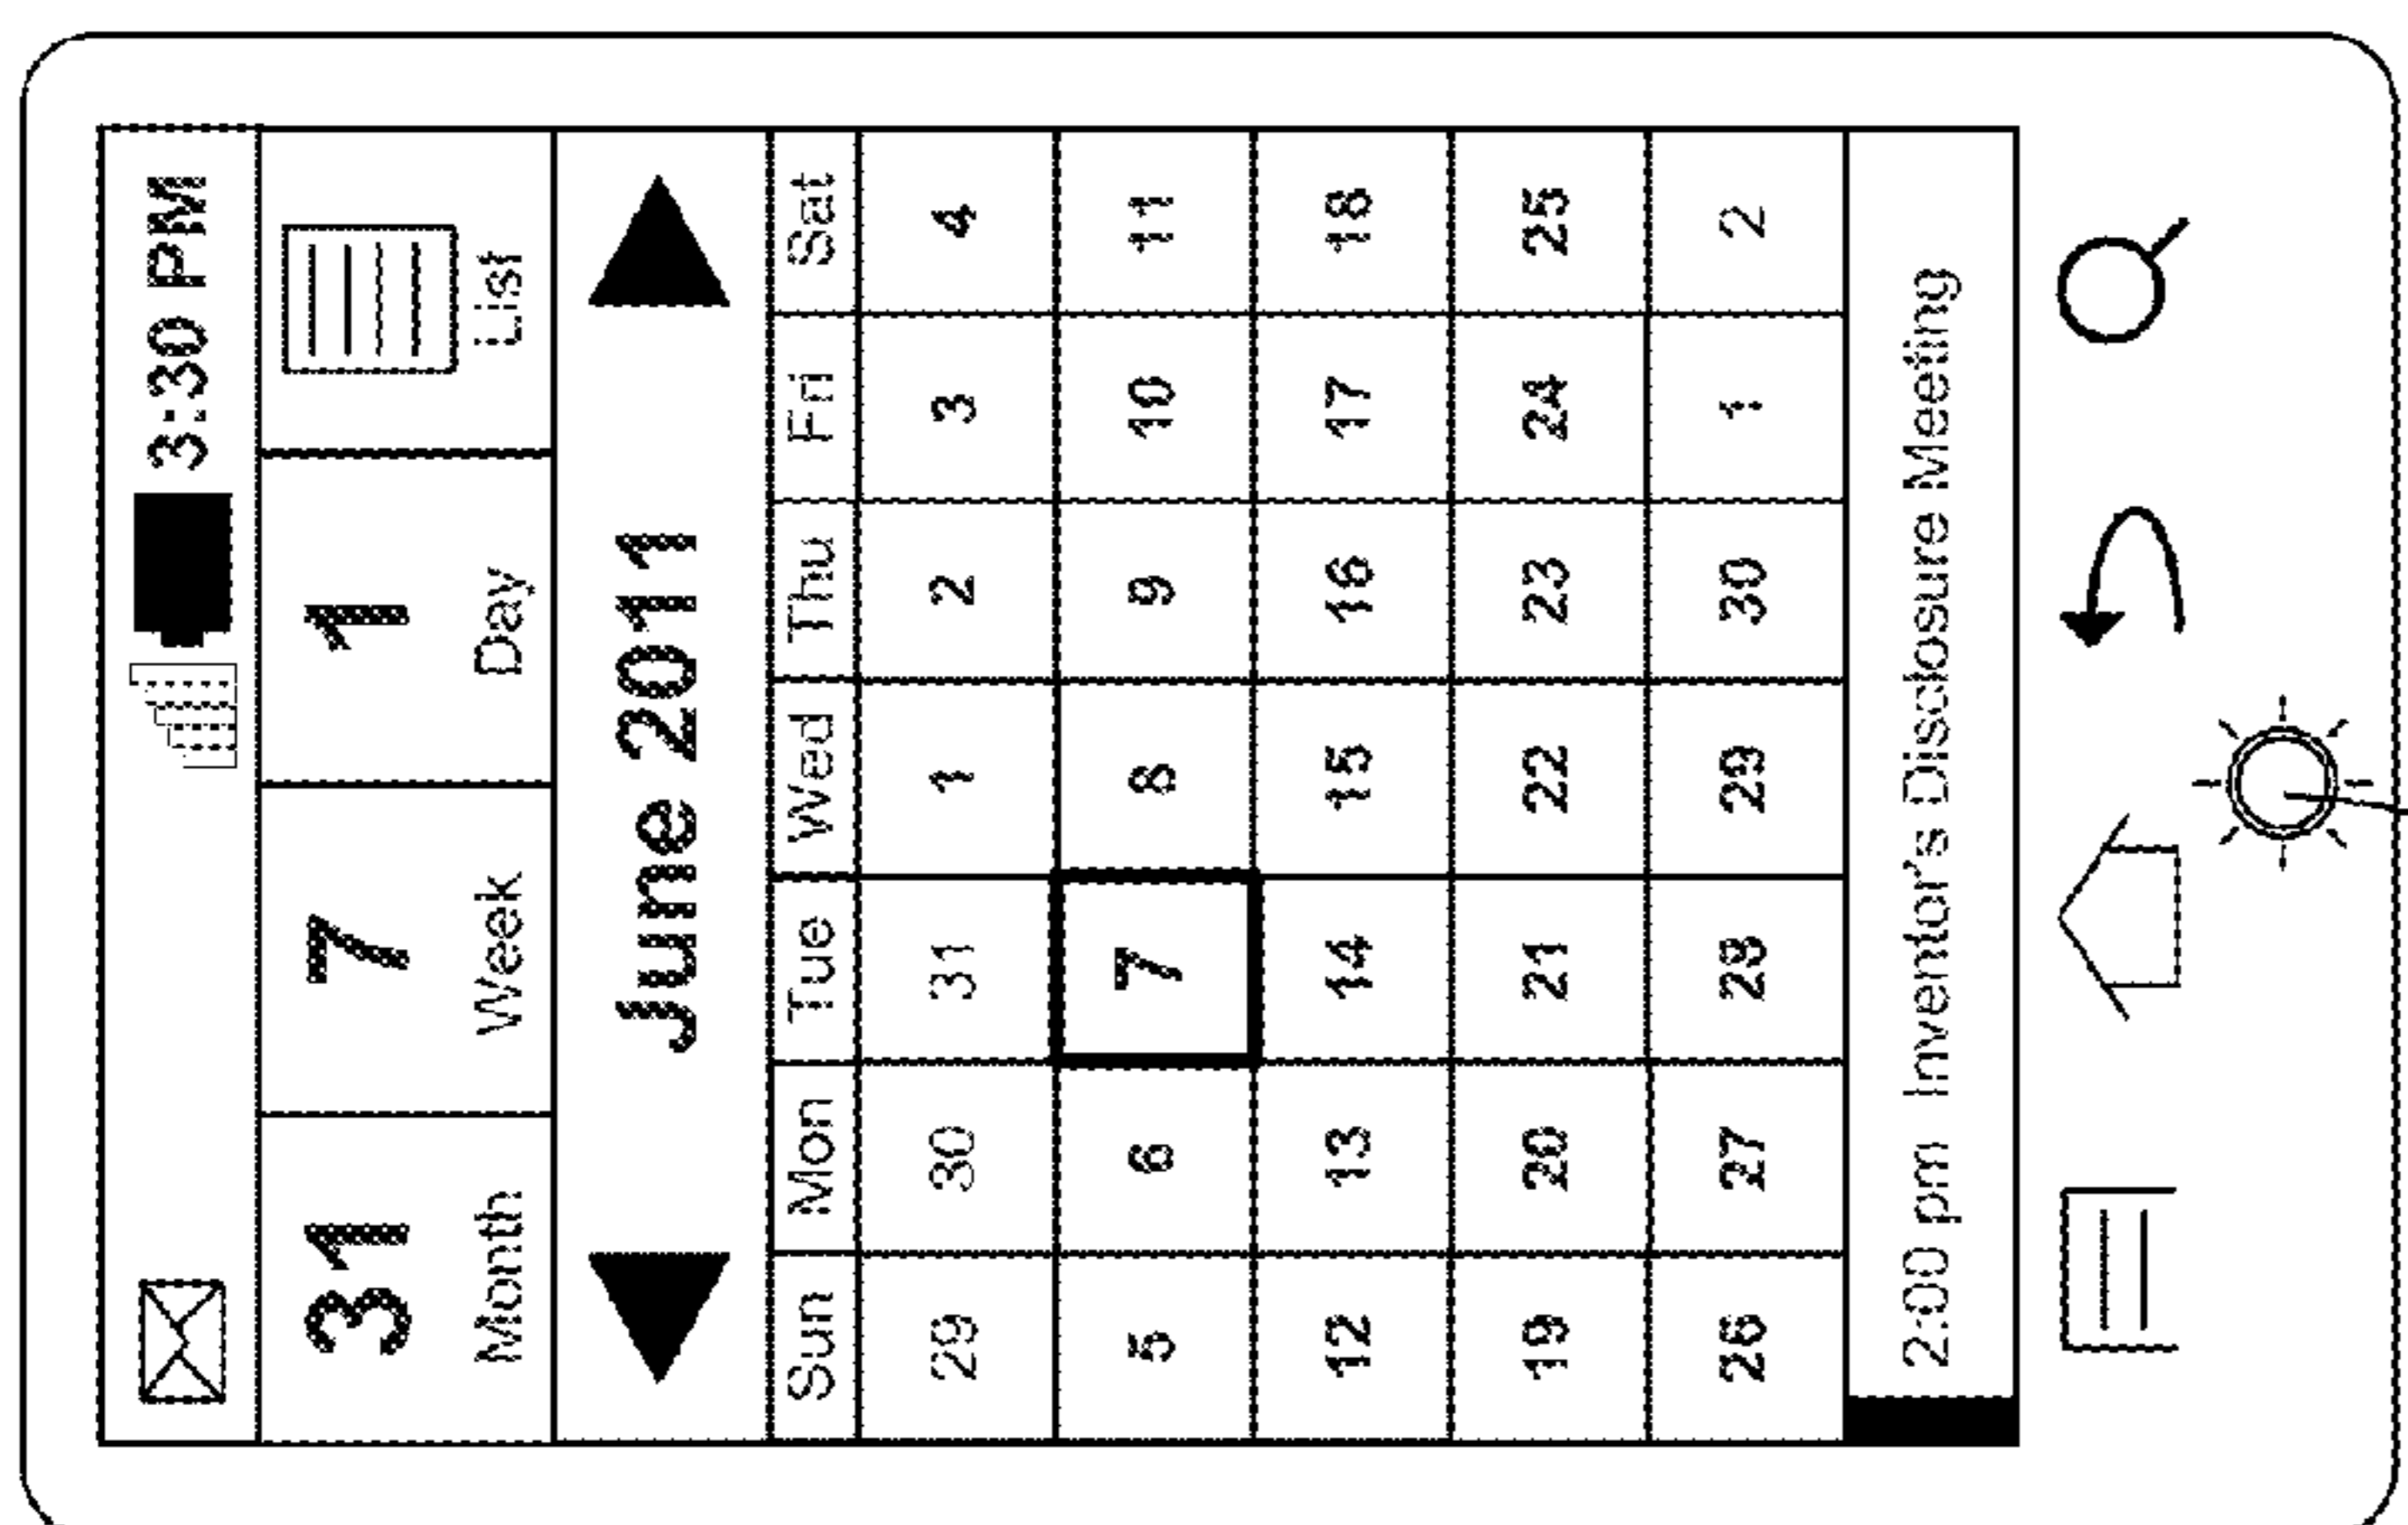 3:30 PM
31 7 1
Month Week Day List
June 2011
Sun Mon Tue Wed Thu Fri Sat
29 30 31 1 2 3 4
5 6 7 8 9 10 11
12 13 14 15 16 17 18
19 20 21 22 23 24 25
26 27 28 29 30 1 2
2:00 pm Inventor's Disclosure Meeting